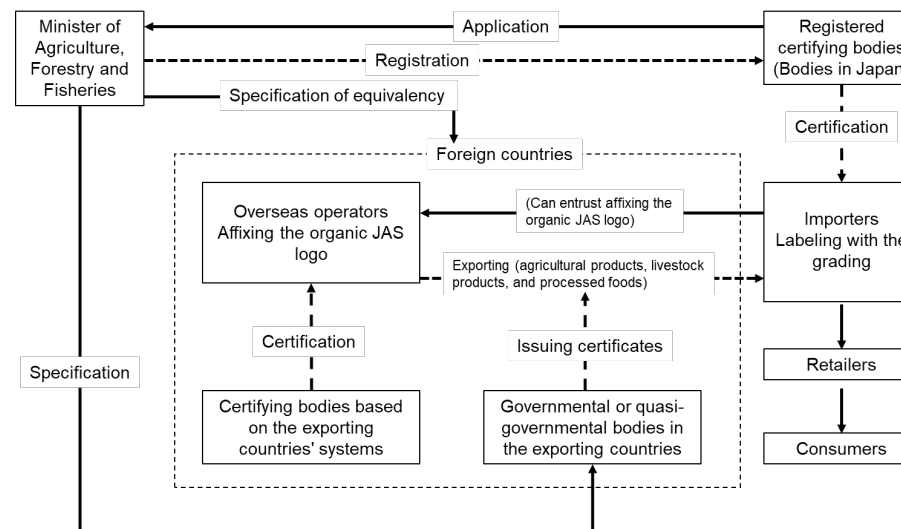 Minister of
Agriculture,
Forestry and
Fisheries
Application
Registration
Specification of equivalency
Registered
certifying bodies
(Bodies in Japan
Certification
Foreign countries
Overseas operators
Affixing the organic JAS
logo
(Can entrust affixing the
organic JAS logo)
Importers
Labeling with the
grading
Exporting (agricultural products, livestock
products, and processed foods)
Certification
Issuing certificates
Specification
Retailers
Certifying bodies based
on the exporting
countries' systems
Governmental or quasi-
governmental bodies in
the exporting countries
Consumers